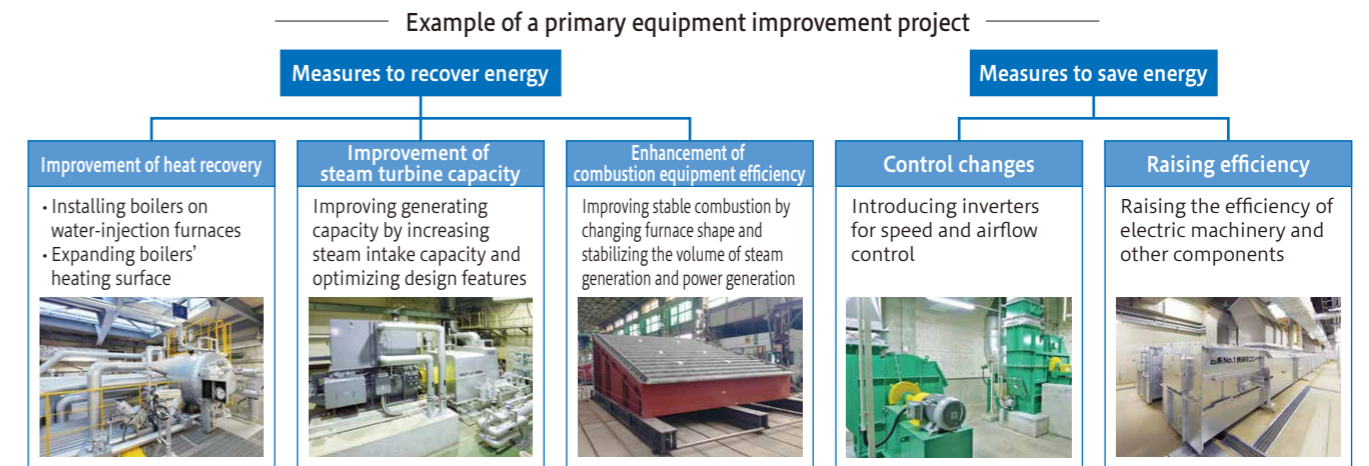 Example of a primary equipment improvement project
Measures to recover energy
Improvement of heat recovery
・Installing boilers on
water-injection furnaces
・Expanding boilers'
heating surface
Improvement of
steam turbine capacity
Improving generating
capacity by increasing
steam intake capacity and
optimizing design features
Enhancement of
combustion equipment efficiency
Improving stable combustion by
changing furnace shape and
stabilizing the volume of steam
generation and power generation
Measures to save energy
Control changes
Introducing inverters
for speed and airflow
control
Raising efficiency
Raising the efficiency of
electric machinery and
other components